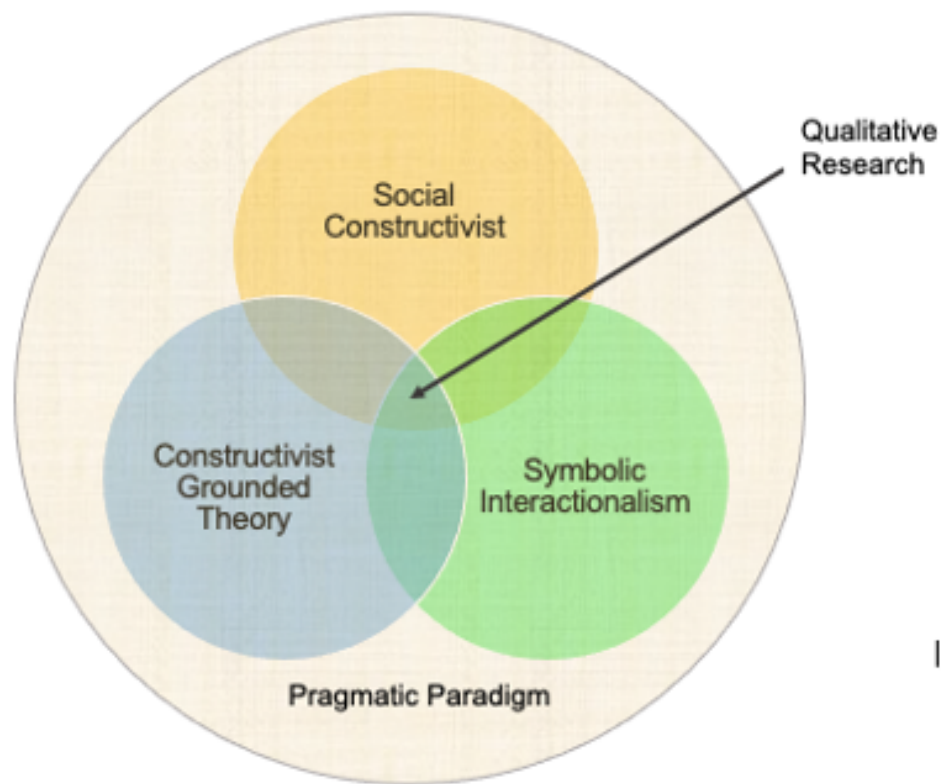 Qualitative
Research
Social
Constructivist
Constructivist
Grounded
Theory
Symbolic
Interactionalism
Pragmatic Paradigm